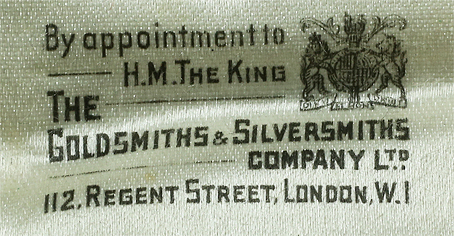 By appointment to
H.M. THE KING
THE
GOLDSMITHS & SILVERSMITHS
COMPANY LTD
112, REGENT STREET, LONDON, W.1